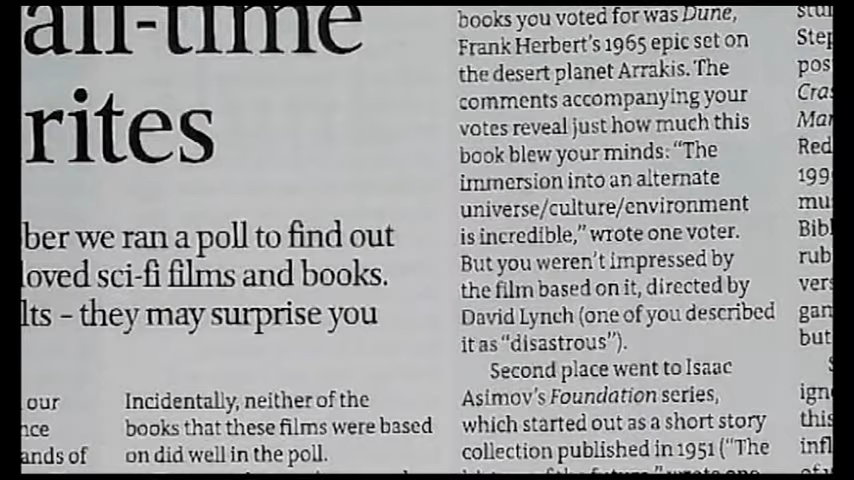 all-time
rites
ber we ran a poll to find out
loved sci-fi films and books.
lts – they may surprise you
our
nce
ands of
Incidentally, neither of the
books that these films were based
on did well in the poll.
books you voted for was Dune,
Frank Herbert's 1965 epic set on
the desert planet Arrakis. The
comments accompanying your
votes reveal just how much this
book blew your minds: “The
immersion into an alternate
universe/culture/environment
is incredible,” wrote one voter.
But you weren't impressed by
the film based on it, directed by
David Lynch (one of you described
it as “disastrous”).
Second place went to Isaac
Asimov's Foundation series,
which started out as a short story
collection published in 1951 (“The
Step
pos
Cras
Mar
Red
199
mu
Bibl
rub
vers
gam
but
S
ign
this
infl